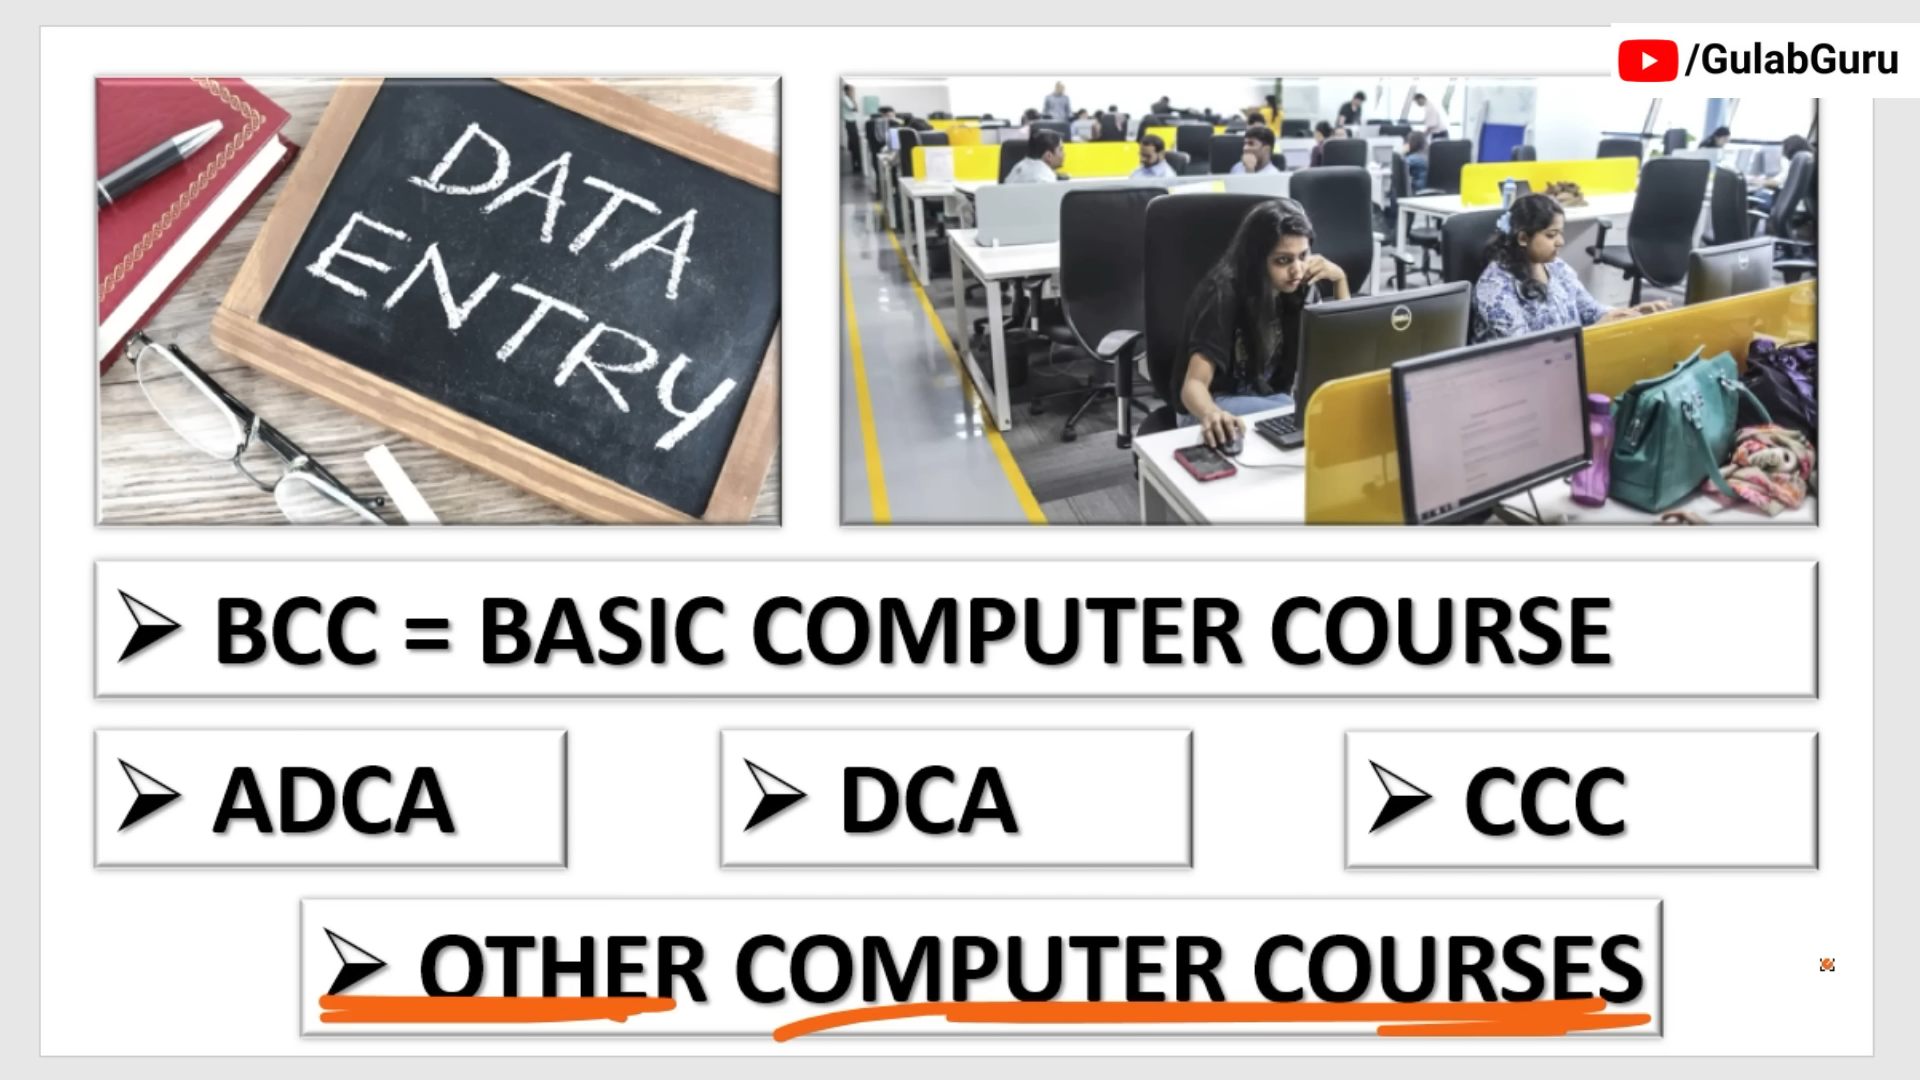 /GulabGuru
DATA
ENTRY
BCC = BASIC COMPUTER COURSE
ADCA
DCA
CCC
OTHER COMPUTER COURSES